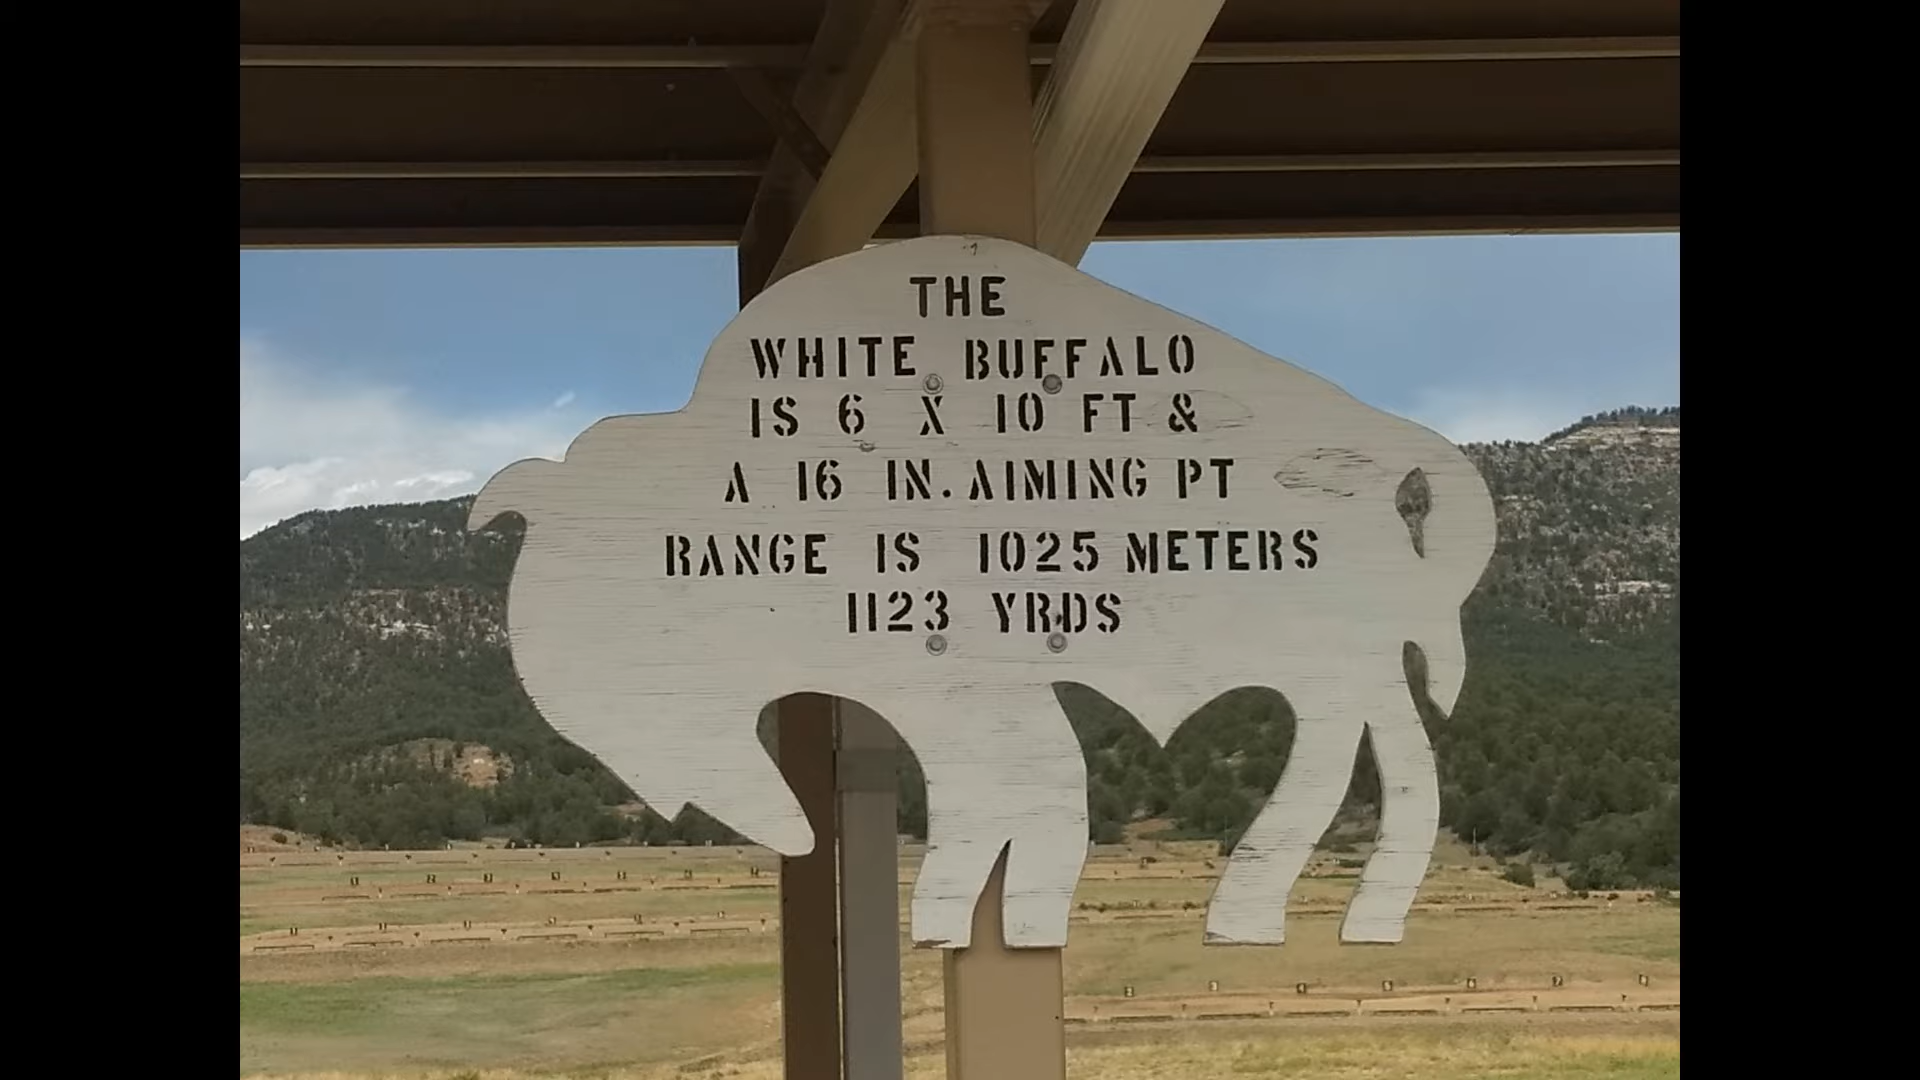 THE
WHITE BUFFALO
IS 6 X 10 FT &
A 16 IN. AIMING PT
RANGE IS 1025 METERS
1123 YRDS